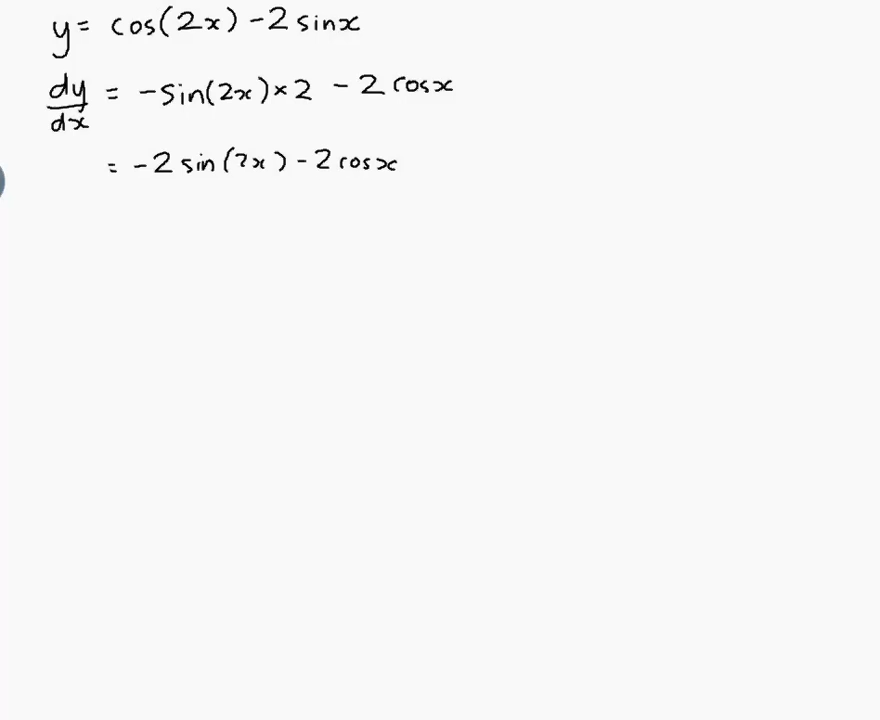 y = cos(2x) - 2 sinx
dy/dx = -sin(2x) × 2 - 2 cosx
= -2 sin(2x) - 2 cosx